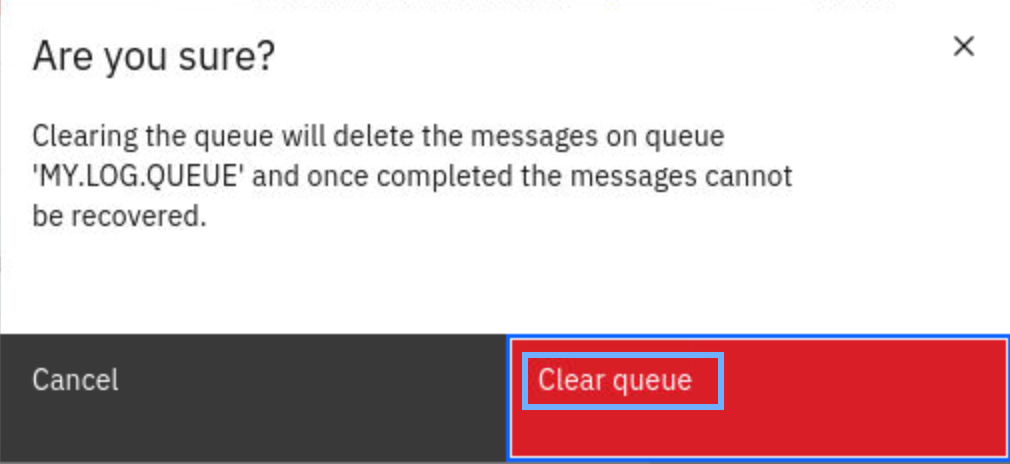 Are you sure?
Clearing the queue will delete the messages on queue
'MY.LOG.QUEUE' and once completed the messages cannot
be recovered.
Cancel
Clear queue